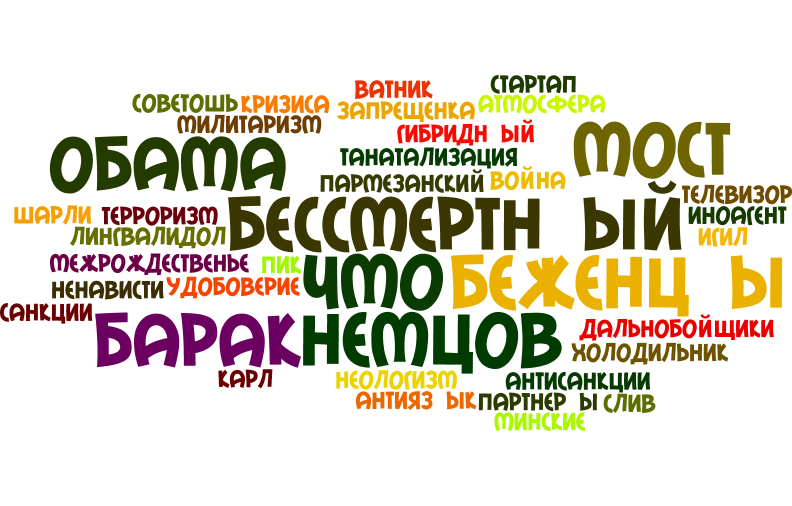 СТАРТАП
ВАТНИК
СОВЕТОШЬ КРИЗИСА ЗАПРЕЩЕНКА АТМОСФЕРА
МИЛИТАРИЗМ ГИБРИДН ЫЙ
ОБАМА ТАНАТАЛИЗАЦИЯ МОСТ
ПАРМЕЗАНСКИЙ ВОЙНА
ТЕЛЕВИЗОР
ШАРЛИ ТЕРРОРИЗМ БЕССМЕРТН ЫЙ ИНОАГЕНТ
ЛИНГВАЛИДОЛ ИГИЛ
МЕЖРОЖДЕСТВЕНЬЕ ПИК ЧМО БЕЖЕНЦ Ы
НЕНАВИСТИ УДОБОВЕРИЕ
САНКЦИИ БАРАК НЕМЦОВ ДАЛЬНОБОЙЩИКИ
ХОЛОДИЛЬНИК
КАРЛ НЕОЛОГИЗМ АНТИСАНКЦИИ
АНТИЯЗ ЫК ПАРТНЕР Ы СЛИВ
МИНСКИЕ